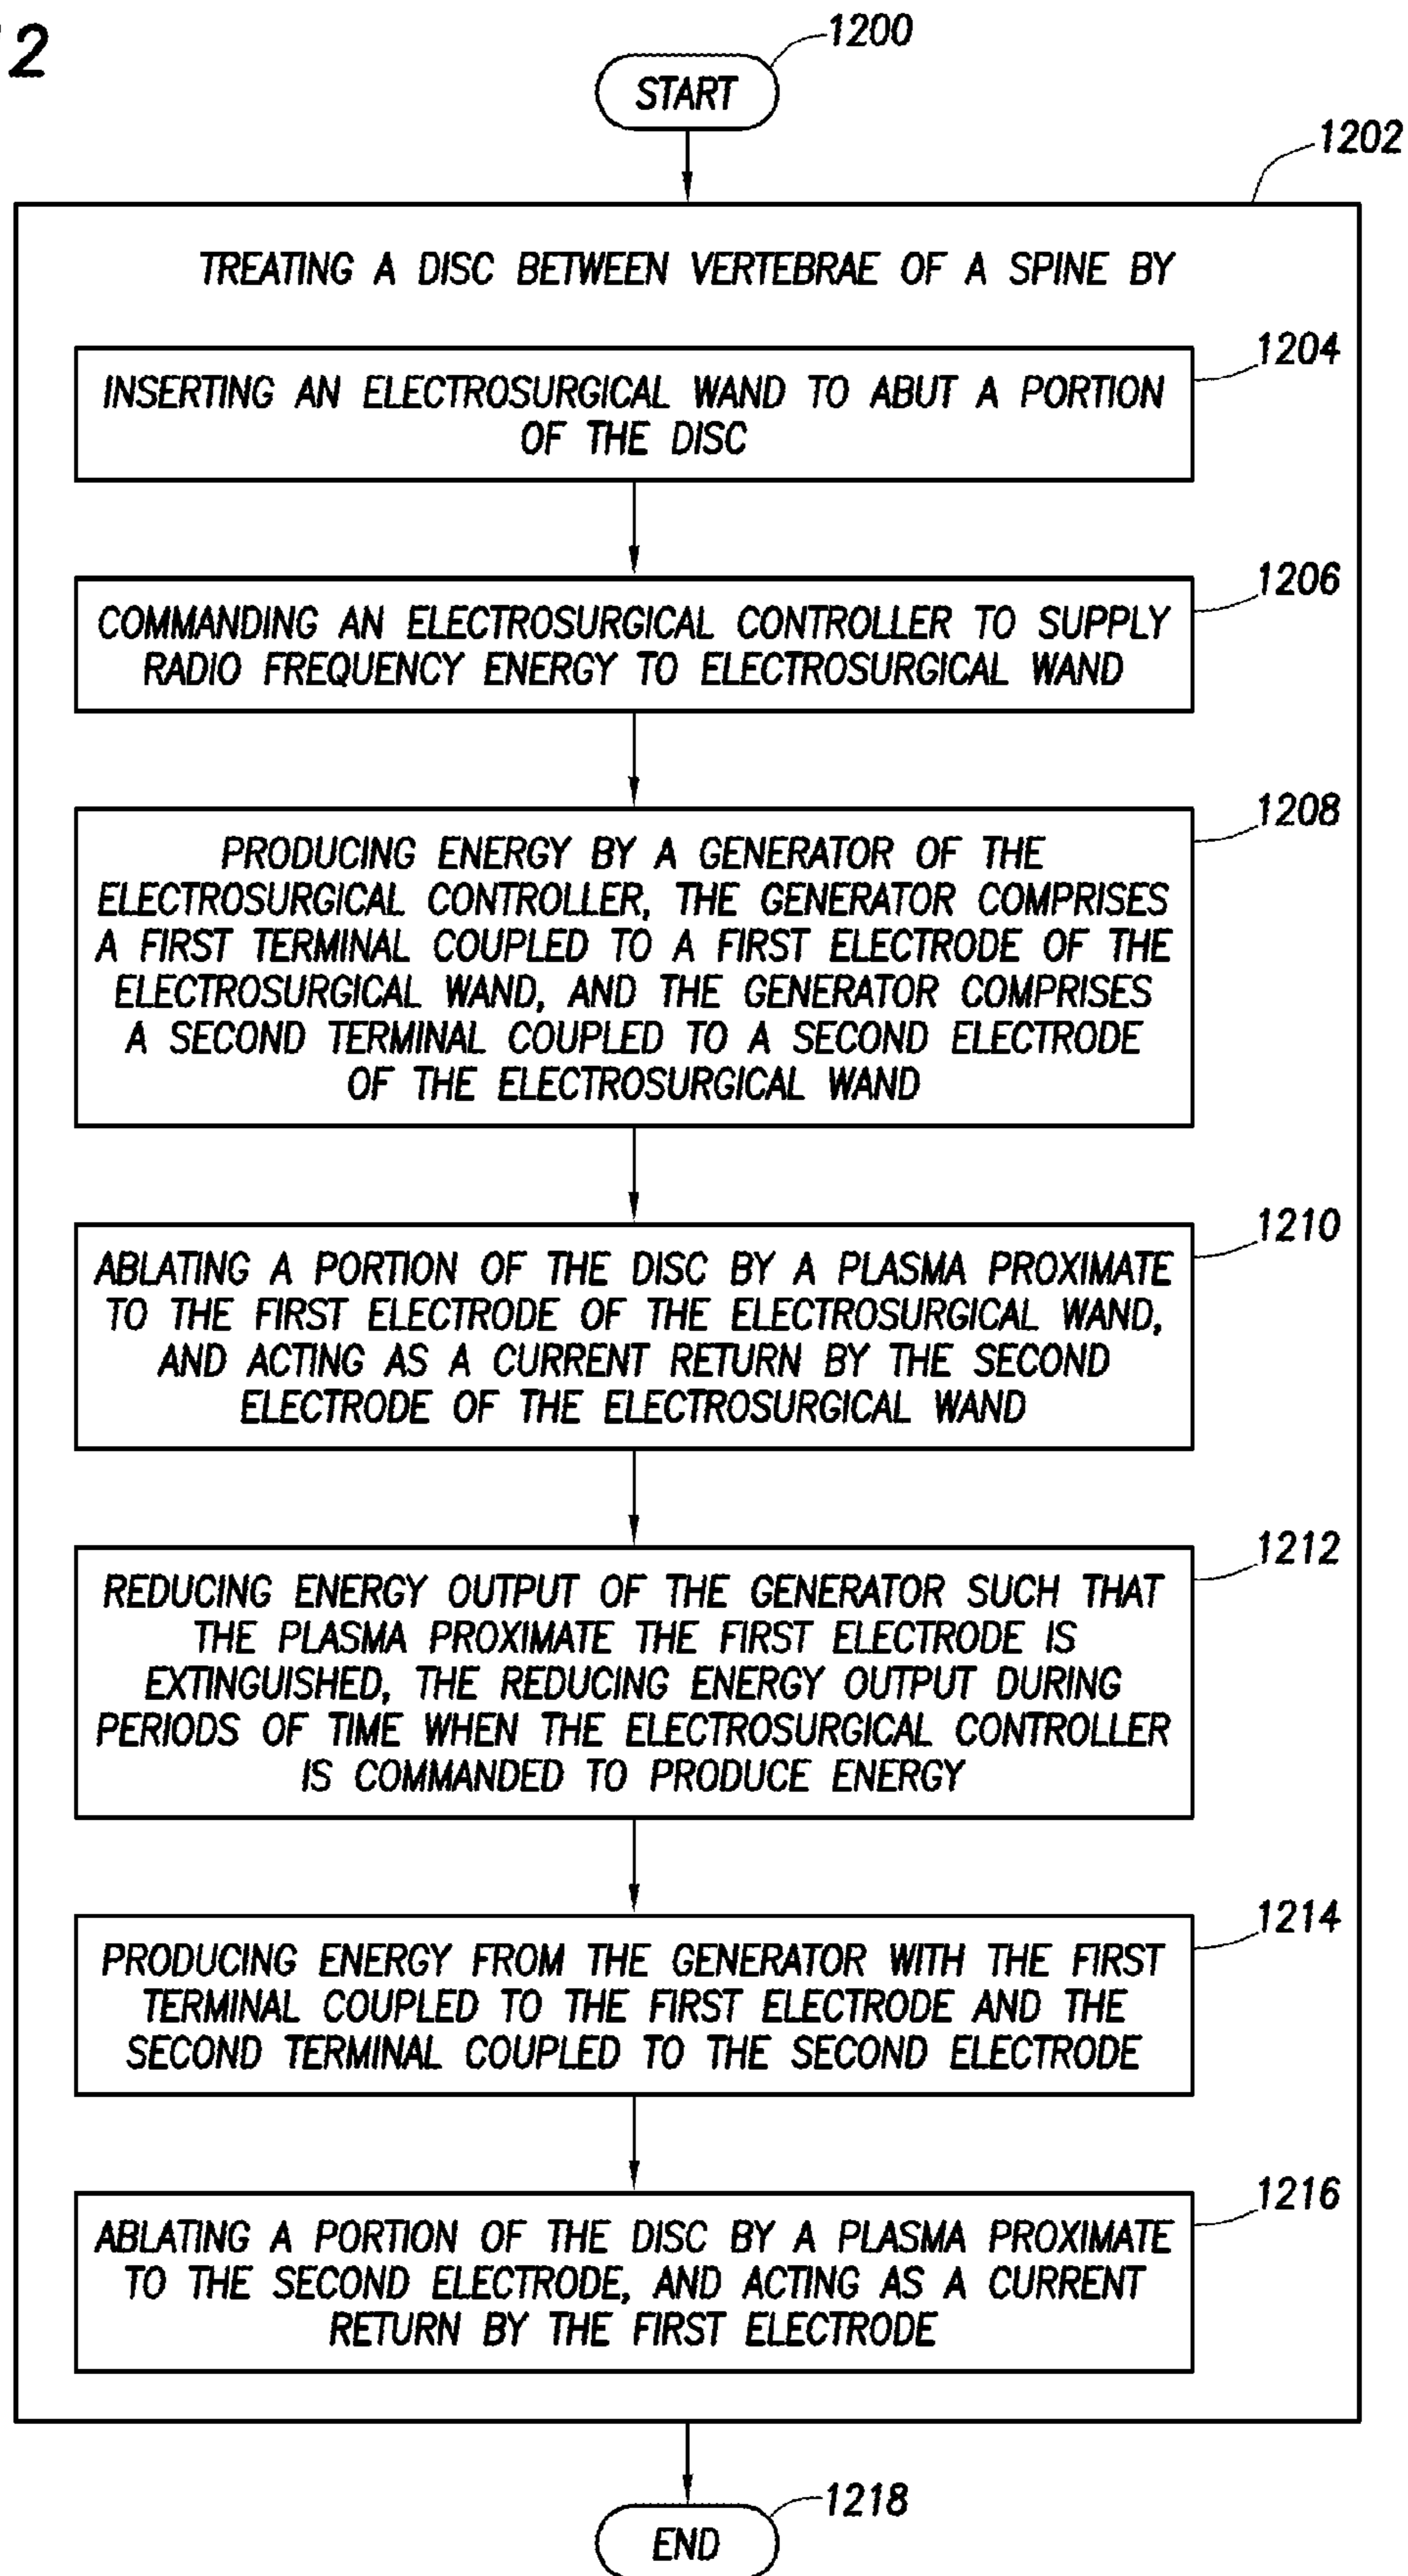 12
1200
START
1202
TREATING A DISC BETWEEN VERTEBRAE OF A SPINE BY
1204
INSERTING AN ELECTROSURGICAL WAND TO ABUT A PORTION
OF THE DISC
1206
COMMANDING AN ELECTROSURGICAL CONTROLLER TO SUPPLY
RADIO FREQUENCY ENERGY TO ELECTROSURGICAL WAND
1208
PRODUCING ENERGY BY A GENERATOR OF THE
ELECTROSURGICAL CONTROLLER, THE GENERATOR COMPRISES
A FIRST TERMINAL COUPLED TO A FIRST ELECTRODE OF THE
ELECTROSURGICAL WAND, AND THE GENERATOR COMPRISES
A SECOND TERMINAL COUPLED TO A SECOND ELECTRODE
OF THE ELECTROSURGICAL WAND
1210
ABLATING A PORTION OF THE DISC BY A PLASMA PROXIMATE
TO THE FIRST ELECTRODE OF THE ELECTROSURGICAL WAND,
AND ACTING AS A CURRENT RETURN BY THE SECOND
ELECTRODE OF THE ELECTROSURGICAL WAND
1212
REDUCING ENERGY OUTPUT OF THE GENERATOR SUCH THAT
THE PLASMA PROXIMATE THE FIRST ELECTRODE IS
EXTINGUISHED, THE REDUCING ENERGY OUTPUT DURING
PERIODS OF TIME WHEN THE ELECTROSURGICAL CONTROLLER
IS COMMANDED TO PRODUCE ENERGY
1214
PRODUCING ENERGY FROM THE GENERATOR WITH THE FIRST
TERMINAL COUPLED TO THE FIRST ELECTRODE AND THE
SECOND TERMINAL COUPLED TO THE SECOND ELECTRODE
1216
ABLATING A PORTION OF THE DISC BY A PLASMA PROXIMATE
TO THE SECOND ELECTRODE, AND ACTING AS A CURRENT
RETURN BY THE FIRST ELECTRODE
1218
END